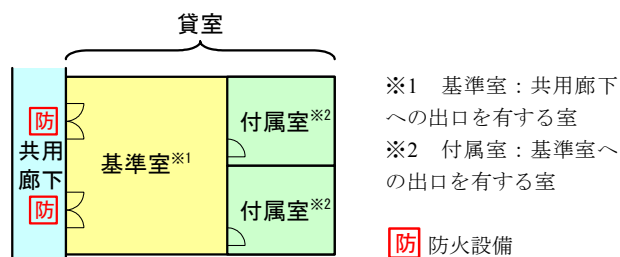 貸室
防
共用
廊下
防
基準室※1
付属室※2
付属室※2
※1 基準室：共用廊下
への出口を有する室
※2 付属室：基準室へ
の出口を有する室
防 防火設備